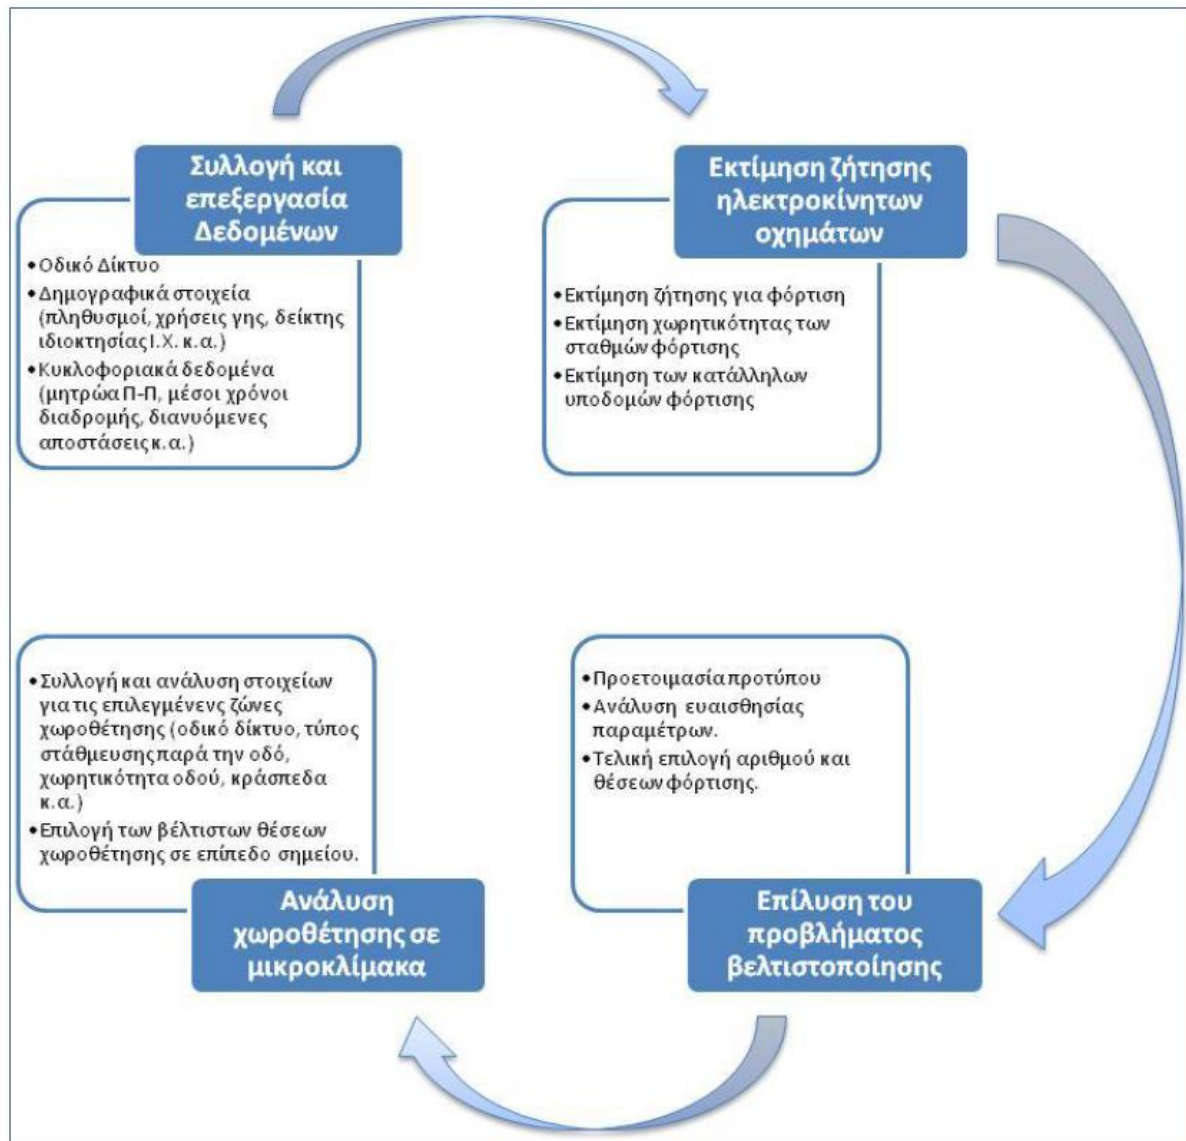 Συλλογή και
επεξεργασία
Δεδομένων
•Οδικό Δίκτυο
•Δημογραφικά στοιχεία
(πληθυσμοί, χρήσεις γης, δείκτης
ιδιοκτησίας Ι.Χ. κ.α.)
•Κυκλοφοριακά δεδομένα
(μητρώα Π-Π, μέσοι χρόνοι
διαδρομής, διανυόμενες
αποστάσεις κ.α.)
Εκτίμηση ζήτησης
ηλεκτροκίνητων
οχημάτων
•Εκτίμηση ζήτησης για φόρτιση
•Εκτίμηση χωρητικότητας των
σταθμών φόρτισης
•Εκτίμηση των κατάλληλων
υποδομών φόρτισης
•Προετοιμασία προτύπου
•Ανάλυση ευαισθησίας
παραμέτρων.
•Τελική επιλογή αριθμού και
θέσεων φόρτισης.
Επίλυση του
προβλήματος
βελτιστοποίησης
•Συλλογή και ανάλυση στοιχείων
για τις επιλεγμένενς ζώνες
χωροθέτησης (οδικό δίκτυο, τύπος
στάθμευσης παρά την οδό,
χωρητικότητα οδού, κράσπεδα
κ.α.)
•Επιλογή των βέλτιστων θέσεων
χωροθέτησης σε επίπεδο σημείου.
Ανάλυση
χωροθέτησης σε
μικροκλίμακα